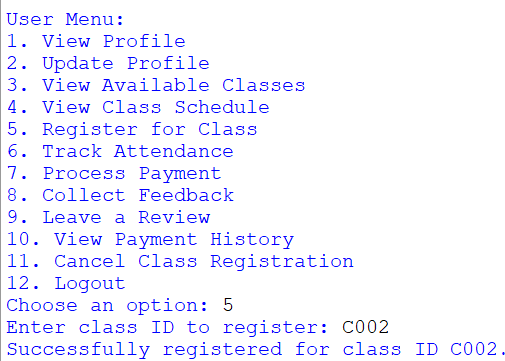 User Menu:
1. View Profile
2. Update Profile
3. View Available Classes
4. View Class Schedule
5. Register for Class
6. Track Attendance
7. Process Payment
8. Collect Feedback
9. Leave a Review
10. View Payment History
11. Cancel Class Registration
12. Logout
Choose an option: 5
Enter class ID to register: C002
Successfully registered for class ID C002.